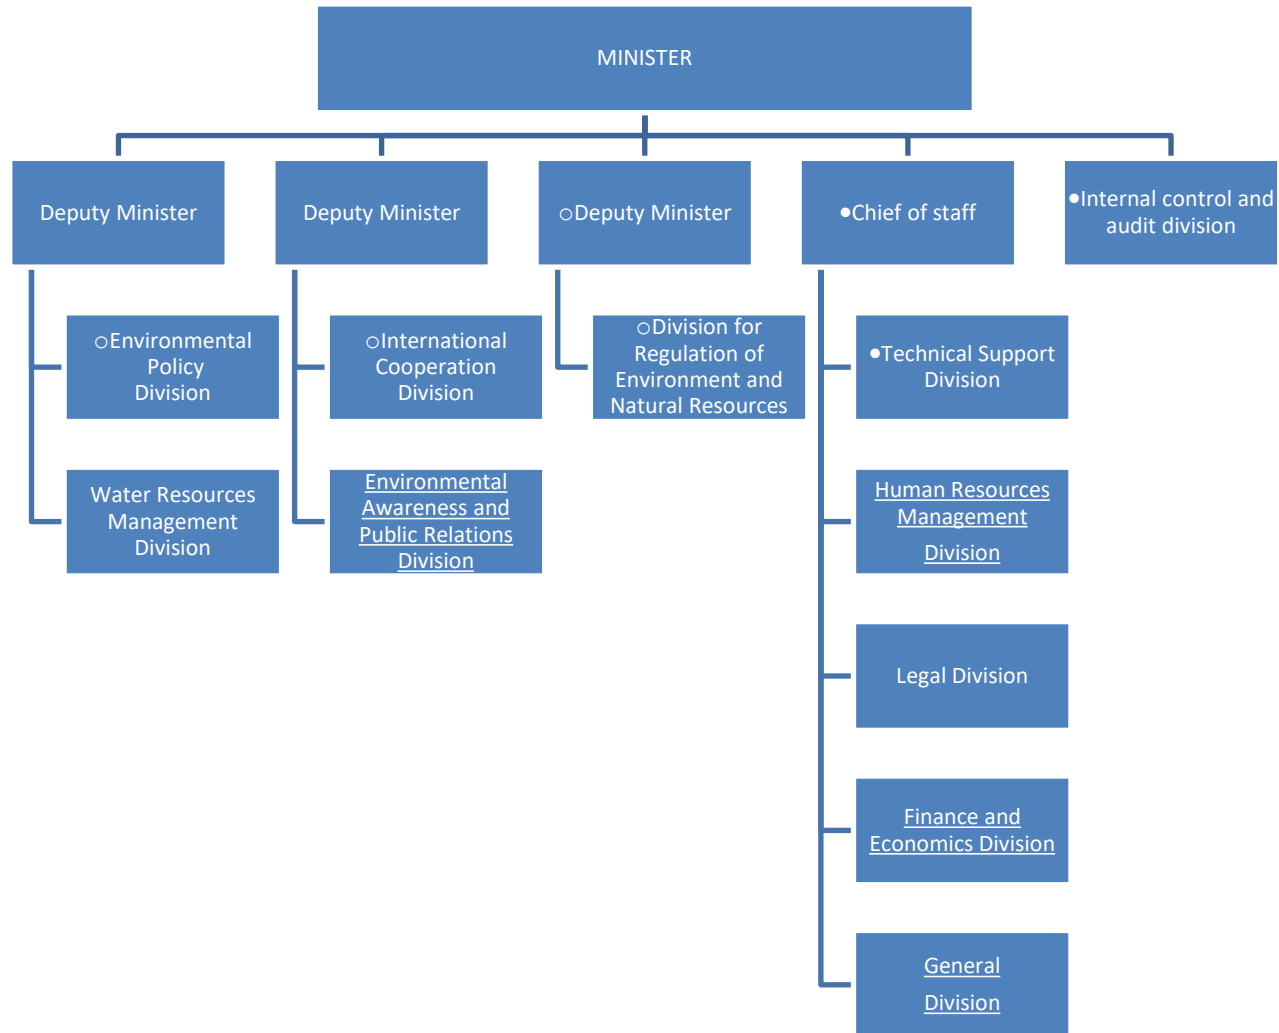 MINISTER
Deputy Minister
Deputy Minister
○Deputy Minister
●Chief of staff
●Internal control and
audit division
○Environmental
Policy
Division
○International
Cooperation
Division
○Division for
Regulation of
Environment and
Natural Resources
●Technical Support
Division
Water Resources
Management
Division
Environmental
Awareness and
Public Relations
Division
Human Resources
Management
Division
Legal Division
Finance and
Economics Division
General
Division